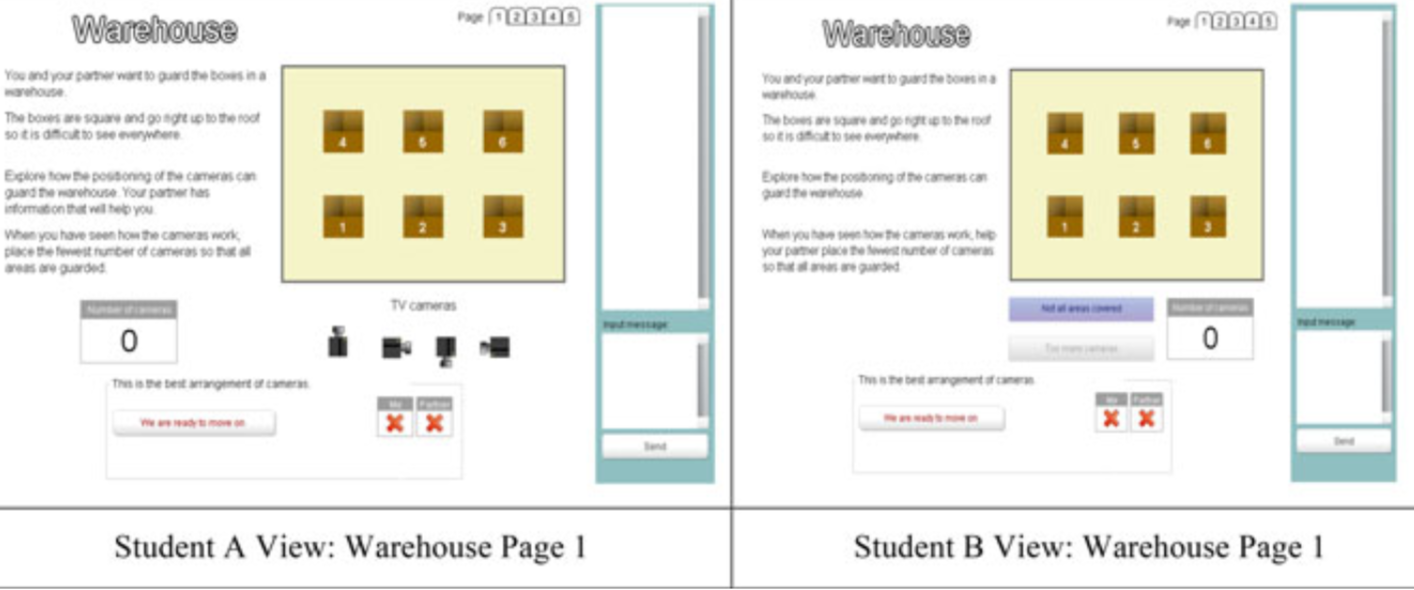 Warehouse
Page 1 2 3 4 5
You and your partner want to guard the boxes in a
warehouse.
The boxes are square and go right up to the roof
so it is difficult to see everywhere.
Explore how the positioning of the cameras can
guard the warehouse. Your partner has
information that will help you.
When you have seen how the cameras work,
place the fewest number of cameras so that all
areas are guarded.
4 5 6
1 2 3
Number of cameras
0
TV cameras
This is the best arrangement of cameras.
We are ready to move on
Me Partner
Input message:
Send
Student A View: Warehouse Page 1
Warehouse
Page 1 2 3 4 5
You and your partner want to guard the boxes in a
warehouse.
The boxes are square and go right up to the roof
so it is difficult to see everywhere.
Explore how the positioning of the cameras can
guard the warehouse.
When you have seen how the cameras work, help
your partner place the fewest number of cameras
so that all areas are guarded.
4 5 6
1 2 3
Not all areas covered
Too many cameras
Number of cameras
0
This is the best arrangement of cameras.
We are ready to move on
Me Partner
Input message:
Send
Student B View: Warehouse Page 1